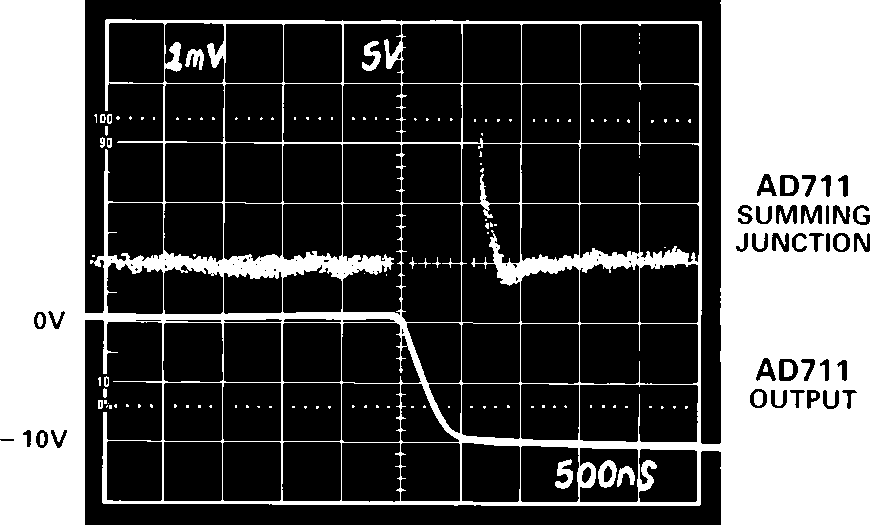 1mV 5V
100
90
AD711
SUMMING
JUNCTION
0V
10
0%
AD711
OUTPUT
– 10V
500nS